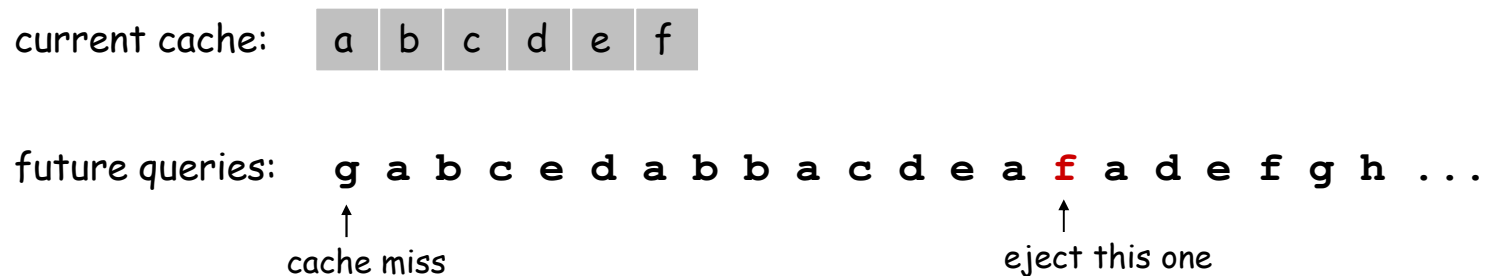 current cache: a b c d e f
future queries: g a b c e d a b b a c d e a f a d e f g h ...
cache miss eject this one